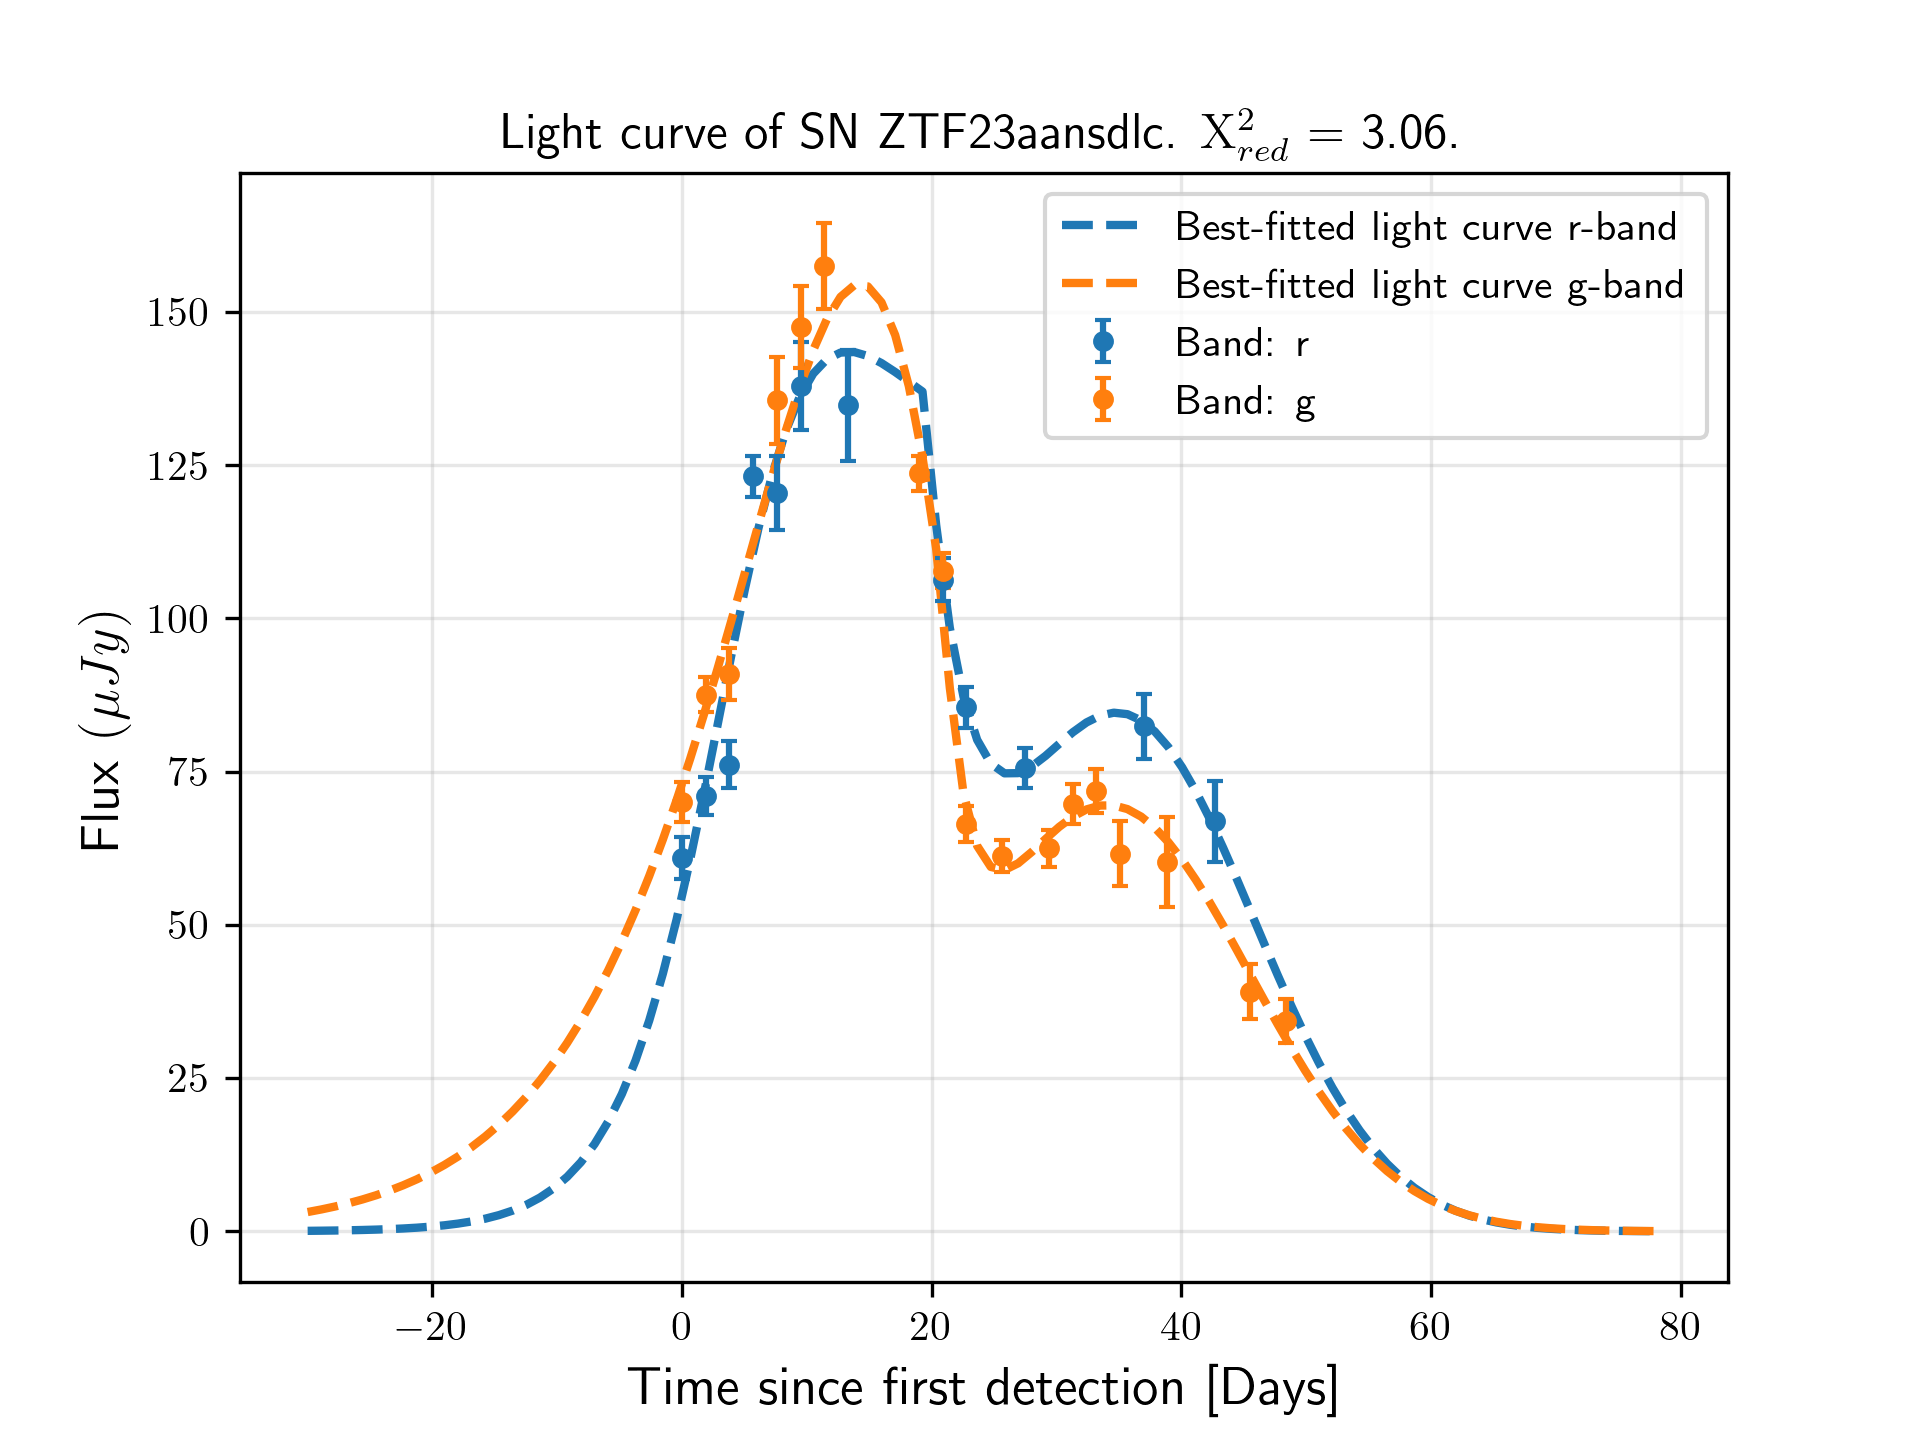 Light curve of SN ZTF23aansdlc. X²_red = 3.06.
Best-fitted light curve r-band
Best-fitted light curve g-band
Band: r
Band: g
Flux (μJy)
150
125
100
75
50
25
0
−20
0
20
40
60
80
Time since first detection [Days]